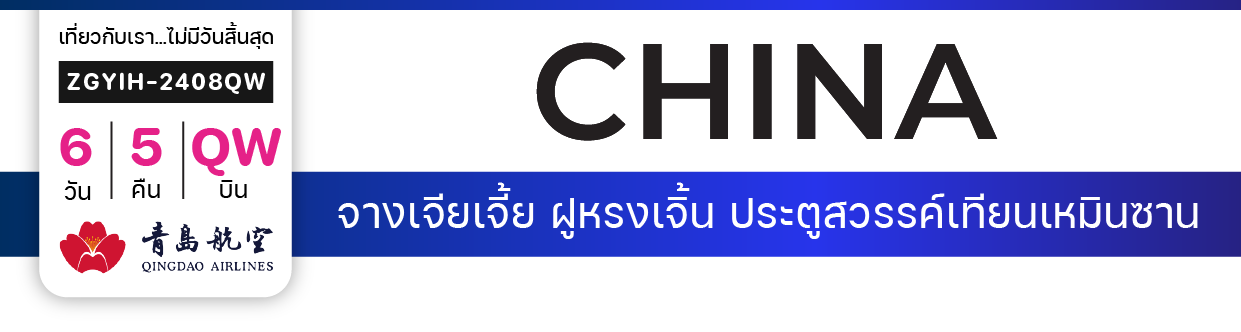 เที่ยวกับเรา...ไม่มีวันสิ้นสุด
ZGYIH-2408QW
6 5 QW
วัน คืน บิน
青島航空
QINGDAO AIRLINES
CHINA
จางเจียเจี้ย ฝูหรงเจิ้น ประตูสวรรค์เทียนเหมินซาน